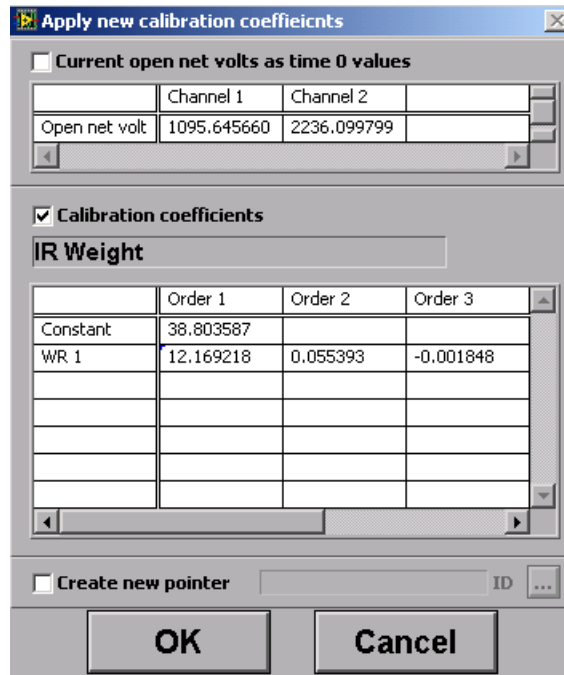 Apply new calibration coeffieicnts
Current open net volts as time 0 values
Channel 1 Channel 2
Open net volt 1095.645660 2236.099799
Calibration coefficients
IR Weight
Order 1 Order 2 Order 3
Constant 38.803587
WR 1 12.169218 0.055393 -0.001848
Create new pointer ID ...
OK Cancel